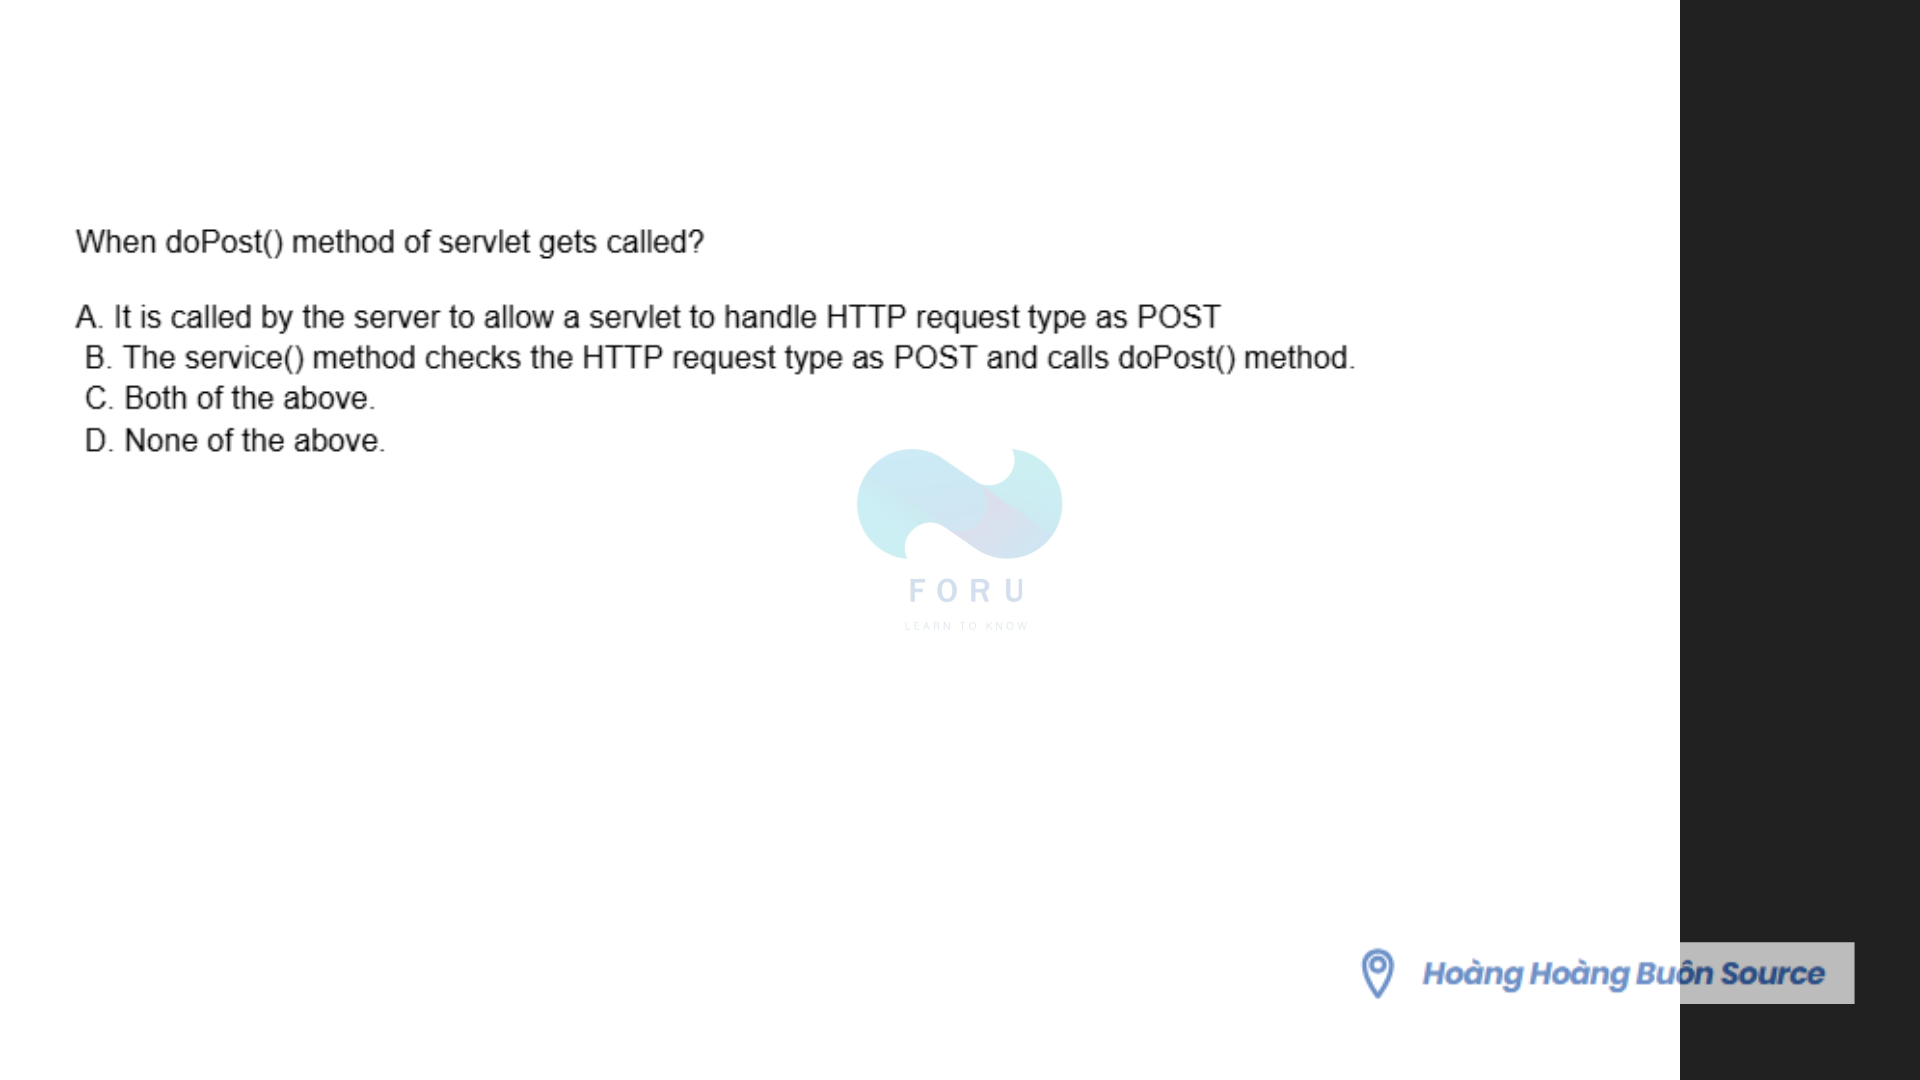 When doPost() method of servlet gets called?
A. It is called by the server to allow a servlet to handle HTTP request type as POST
B. The service() method checks the HTTP request type as POST and calls doPost() method.
C. Both of the above.
D. None of the above.
FORU
LEARN TO KNOW
Hoàng Hoàng Buôn Source